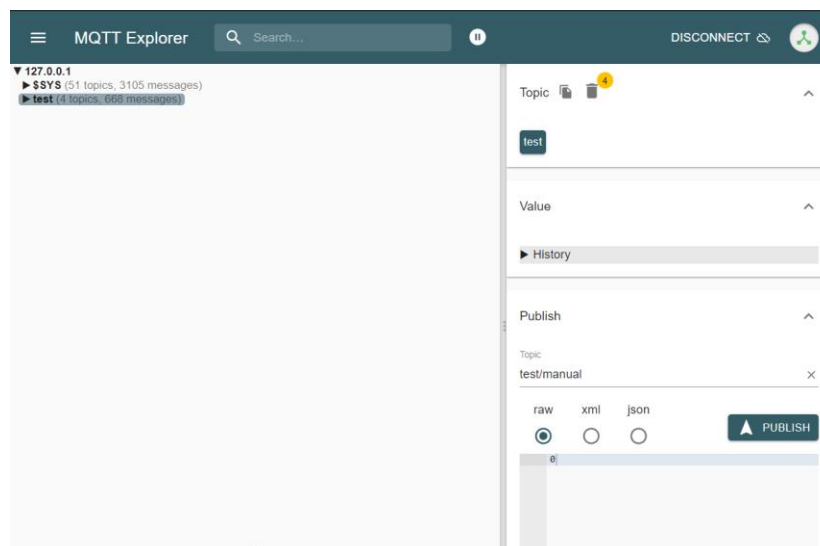 MQTT Explorer
Search...
DISCONNECT
▼ 127.0.0.1
▶ $SYS (51 topics, 3105 messages)
▶ test (4 topics, 668 messages)
Topic 4
test
Value
▶ History
Publish
Topic
test/manual
raw xml json
PUBLISH
0